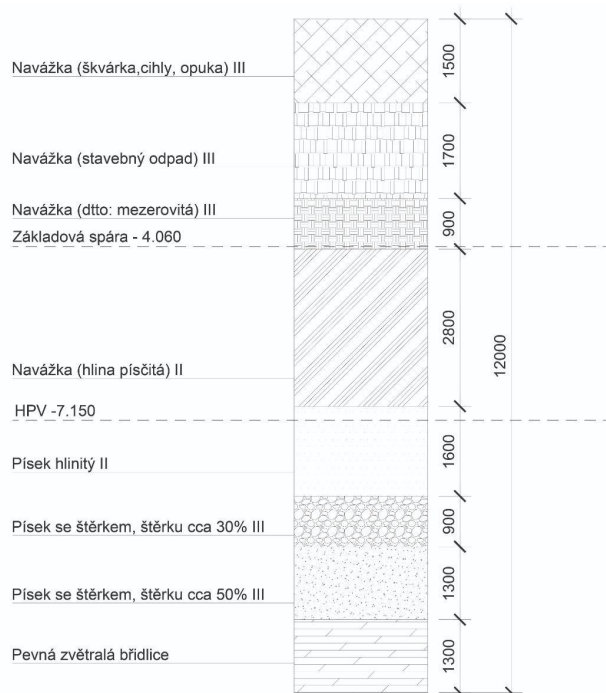 Navážka (škvárka,cihly, opuka) III
1500
Navážka (stavebný odpad) III
1700
Navážka (dtto: mezerovitá) III
900
Základová spára - 4.060
Navážka (hlina písčitá) II
2800
12000
HPV -7.150
Písek hlinitý II
1600
Písek se štěrkem, štěrku cca 30% III
900
Písek se štěrkem, štěrku cca 50% III
1300
Pevná zvětralá břidlice
1300